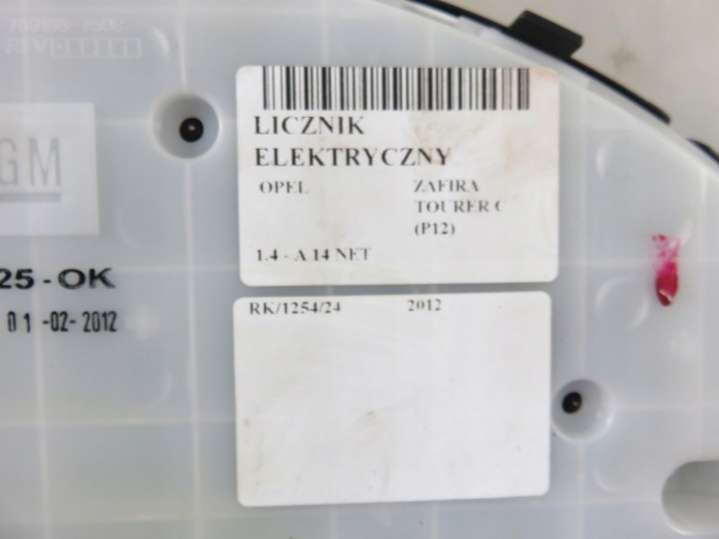 REV
GM
25-OK
01-02-2012
LICZNIK
ELEKTRYCZNY
OPEL ZAFIRA
TOURER C
(P12)
1.4 - A 14 NET
RK/1254/24 2012